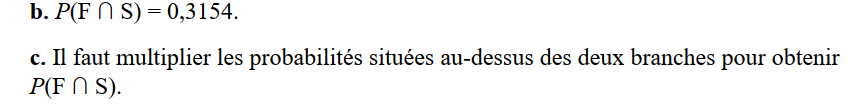 b. P(F ∩ S) = 0,3154.
c. Il faut multiplier les probabilités situées au-dessus des deux branches pour obtenir
P(F ∩ S).